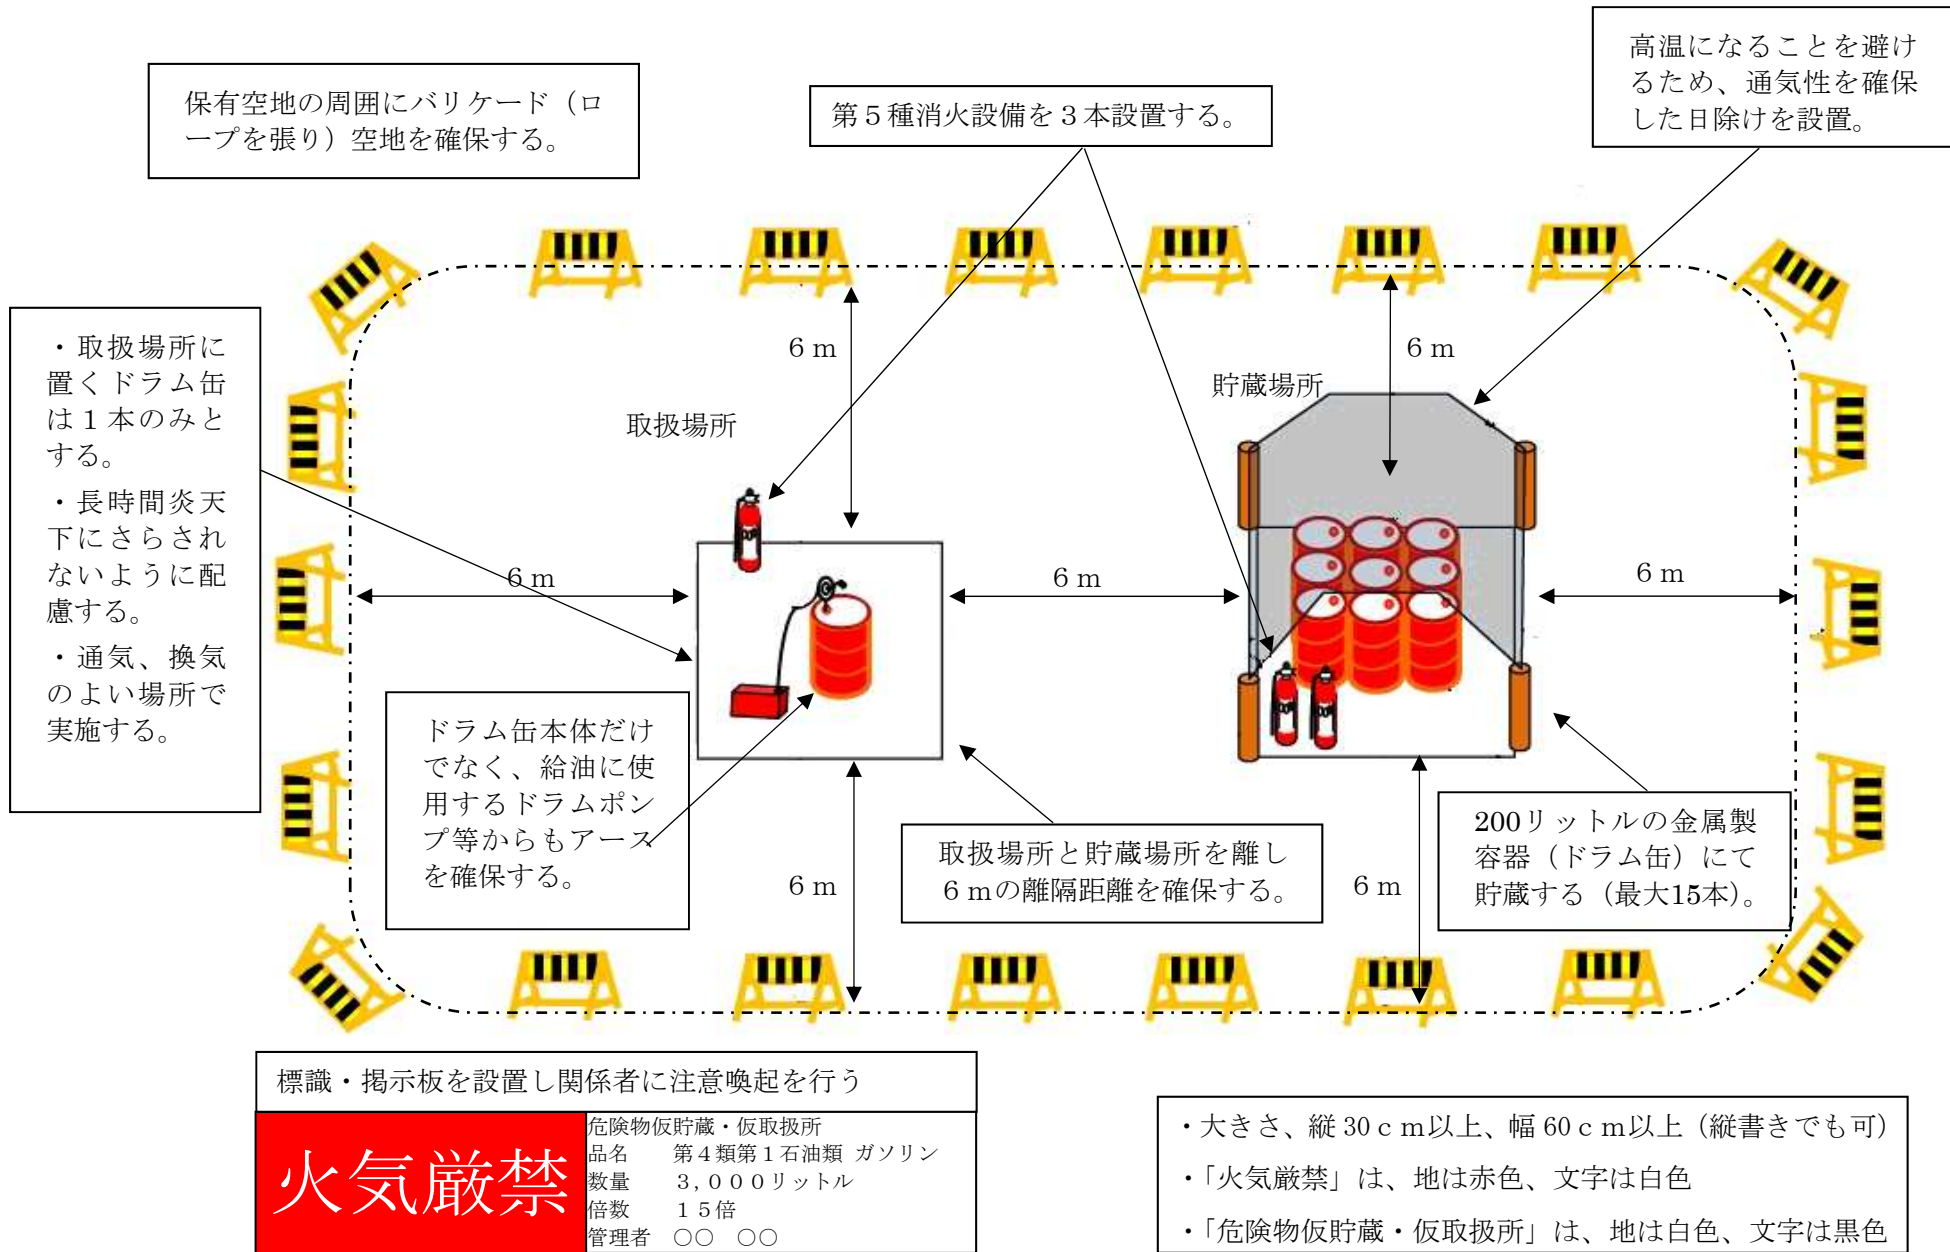 保有空地の周囲にバリケード（ロ
ープを張り）空地を確保する。
第５種消火設備を３本設置する。
高温になることを避け
るため、通気性を確保
した日除けを設置。
・取扱場所に
置くドラム缶
は１本のみと
する。
・長時間炎天
下にさらされ
ないように配
慮する。
・通気、換気
のよい場所で
実施する。
６ｍ
６ｍ
取扱場所
貯蔵場所
６ｍ
６ｍ
６ｍ
ドラム缶本体だけ
でなく、給油に使
用するドラムポン
プ等からもアース
を確保する。
６ｍ
取扱場所と貯蔵場所を離し
６ｍの離隔距離を確保する。
６ｍ
200リットルの金属製
容器（ドラム缶）にて
貯蔵する（最大15本）。
標識・掲示板を設置し関係者に注意喚起を行う
火気厳禁
危険物仮貯蔵・仮取扱所
品名　第４類第１石油類 ガソリン
数量　３,０００リットル
倍数　１５倍
管理者　○○　○○
・大きさ、縦 30ｃｍ以上、幅 60ｃｍ以上（縦書きでも可）
・「火気厳禁」は、地は赤色、文字は白色
・「危険物仮貯蔵・仮取扱所」は、地は白色、文字は黒色